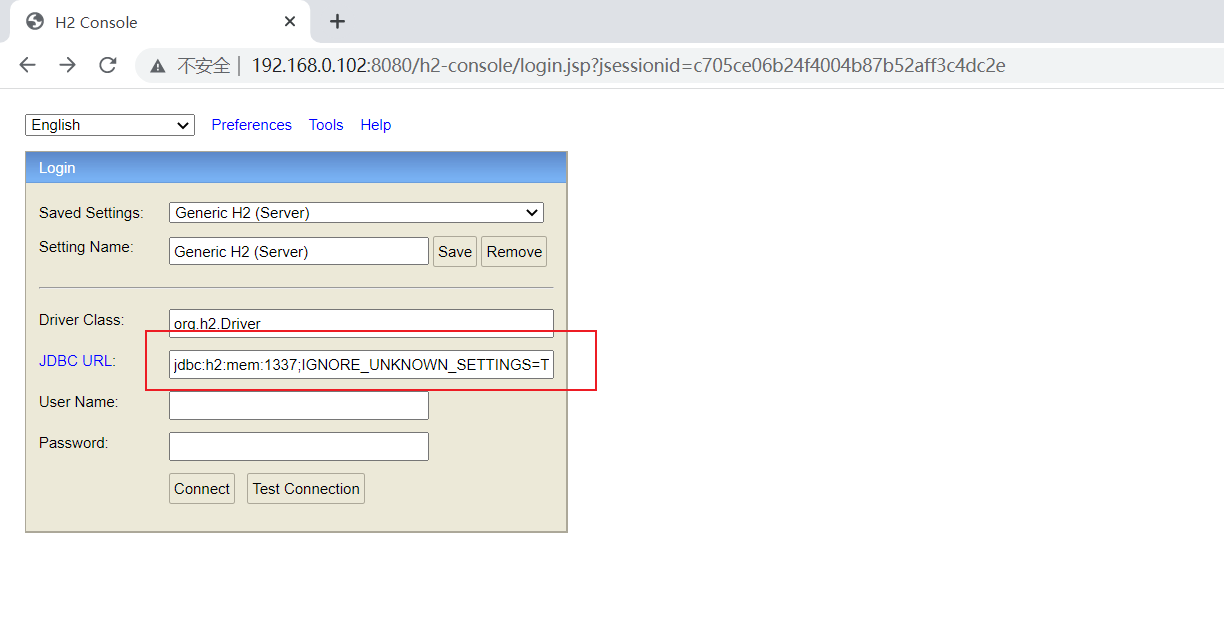 H2 Console
不安全 192.168.0.102:8080/h2-console/login.jsp?jsessionid=c705ce06b24f4004b87b52aff3c4dc2e
English Preferences Tools Help
Login
Saved Settings: Generic H2 (Server)
Setting Name: Generic H2 (Server) Save Remove
Driver Class: org.h2.Driver
JDBC URL: jdbc:h2:mem:1337;IGNORE_UNKNOWN_SETTINGS=T
User Name:
Password:
Connect Test Connection